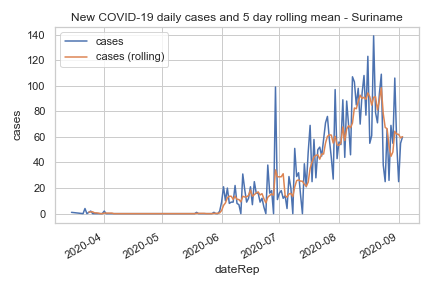 New COVID-19 daily cases and 5 day rolling mean - Suriname
cases
cases (rolling)
140
120
100
80
60
40
20
0
cases
2020-04
2020-05
2020-06
2020-07
2020-08
2020-09
dateRep